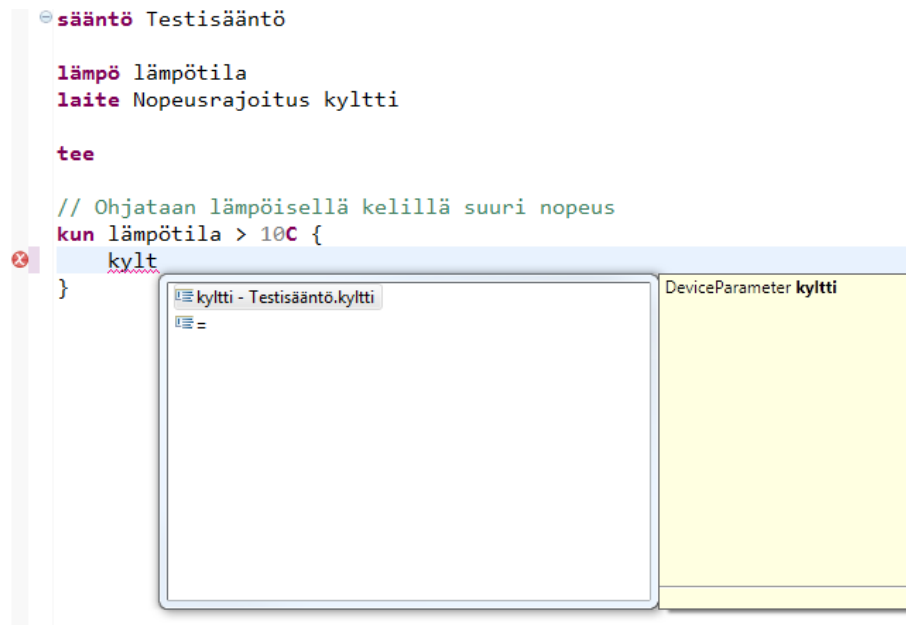 sääntö Testisääntö
lämpö lämpötila
laite Nopeusrajoitus kyltti
tee
// Ohjataan lämpöisellä kelillä suuri nopeus
kun lämpötila > 10C {
kylt
}
kyltti - Testisääntö.kyltti
=
DeviceParameter kyltti